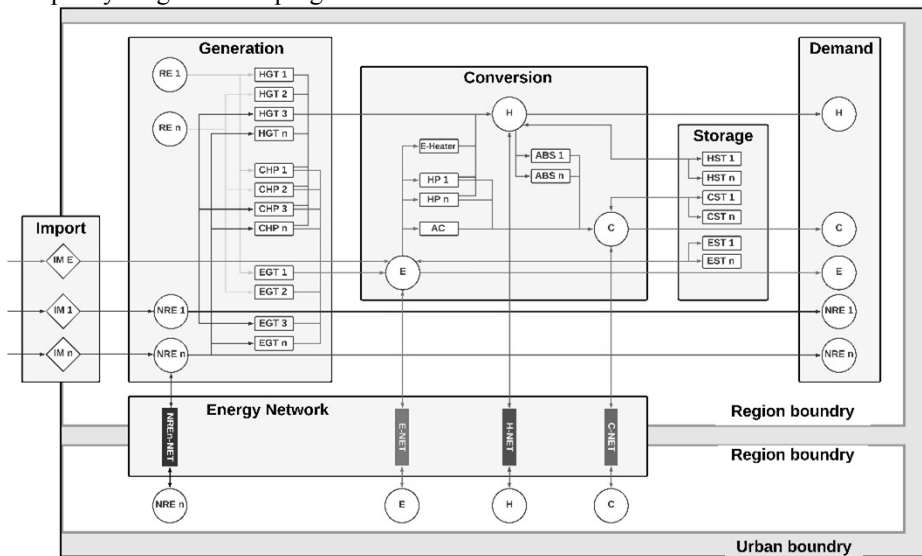 Generation
Demand
RE 1
HGT 1
HGT 2
Conversion
RE n
HGT 3
HGT n
H
H
E-Heater
Storage
ABS 1
HST 1
CHP 1
HP 1
ABS n
HST n
CHP 2
HP n
CST 1
CHP 3
CST n
Import
CHP n
AC
C
C
EST 1
IM E
EGT 1
E
EST n
E
EGT 2
IM 1
NRE 1
EGT 3
NRE 1
IM n
NRE n
EGT n
NRE n
Energy Network
Region boundry
NREn-NET
E-NET
H-NET
C-NET
Region boundry
NRE n
E
H
C
Urban boundry